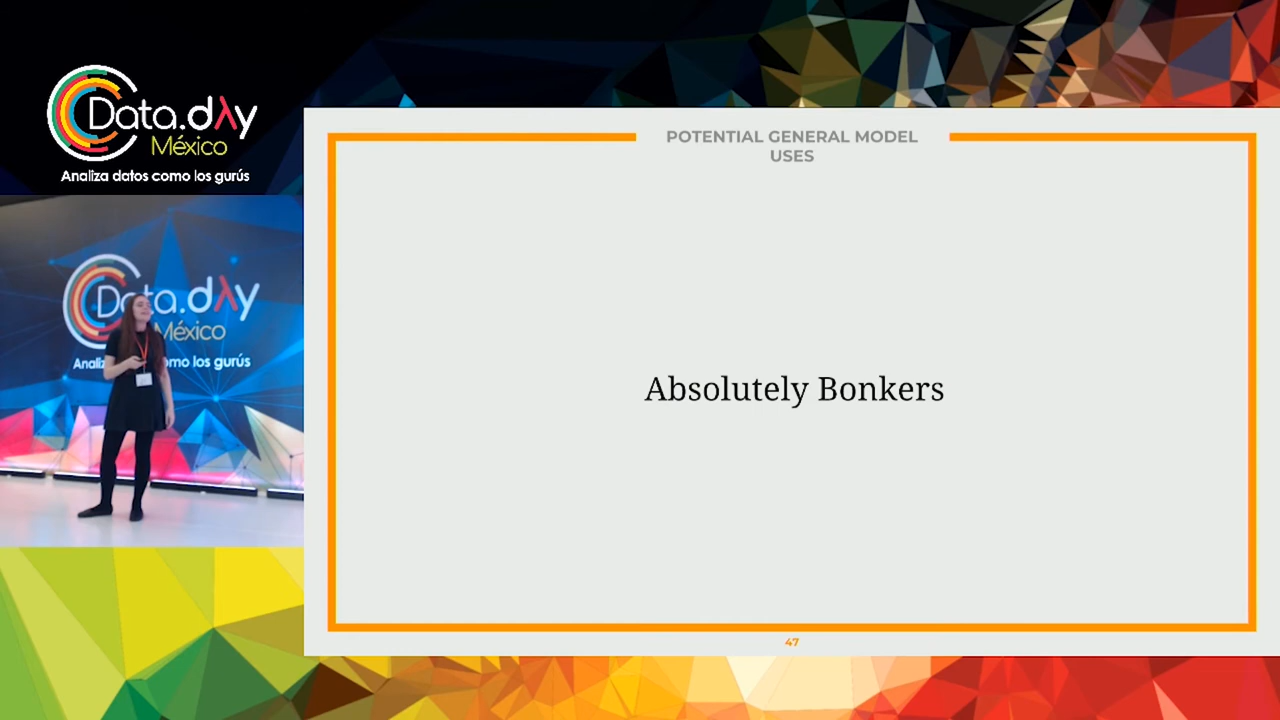 Data.dλy
México
Analiza datos como los gurús
POTENTIAL GENERAL MODEL
USES
Data.dλy
México
Analiza como los gurús
Absolutely Bonkers
47